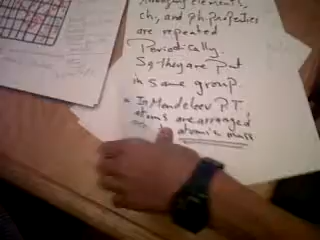 elements,
ch, and ph. properties
are repeated
Periodically.
So they are put
in same group.
In Mendeleev P T,
atoms are arranged
atomic mass